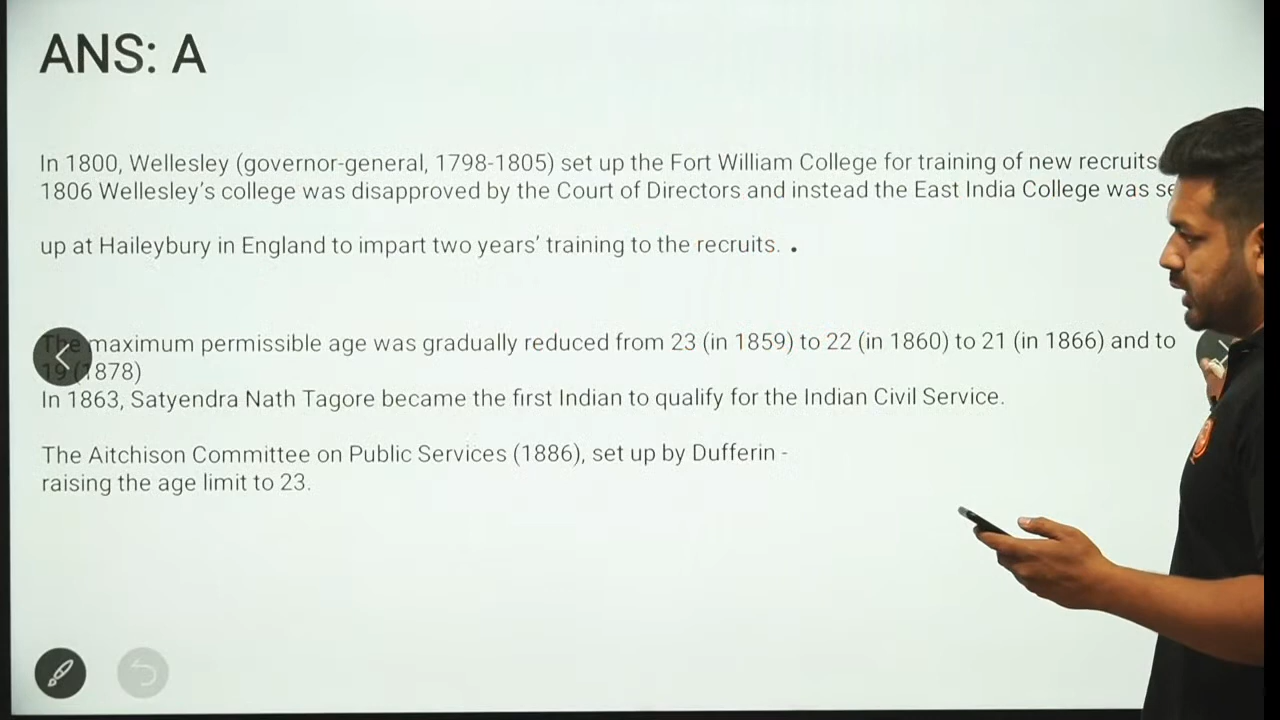 ANS: A
In 1800, Wellesley (governor-general, 1798-1805) set up the Fort William College for training of new recruits
1806 Wellesley's college was disapproved by the Court of Directors and instead the East India College was se
up at Haileybury in England to impart two years' training to the recruits. .
The maximum permissible age was gradually reduced from 23 (in 1859) to 22 (in 1860) to 21 (in 1866) and to
19 (1878)
In 1863, Satyendra Nath Tagore became the first Indian to qualify for the Indian Civil Service.
The Aitchison Committee on Public Services (1886), set up by Dufferin -
raising the age limit to 23.